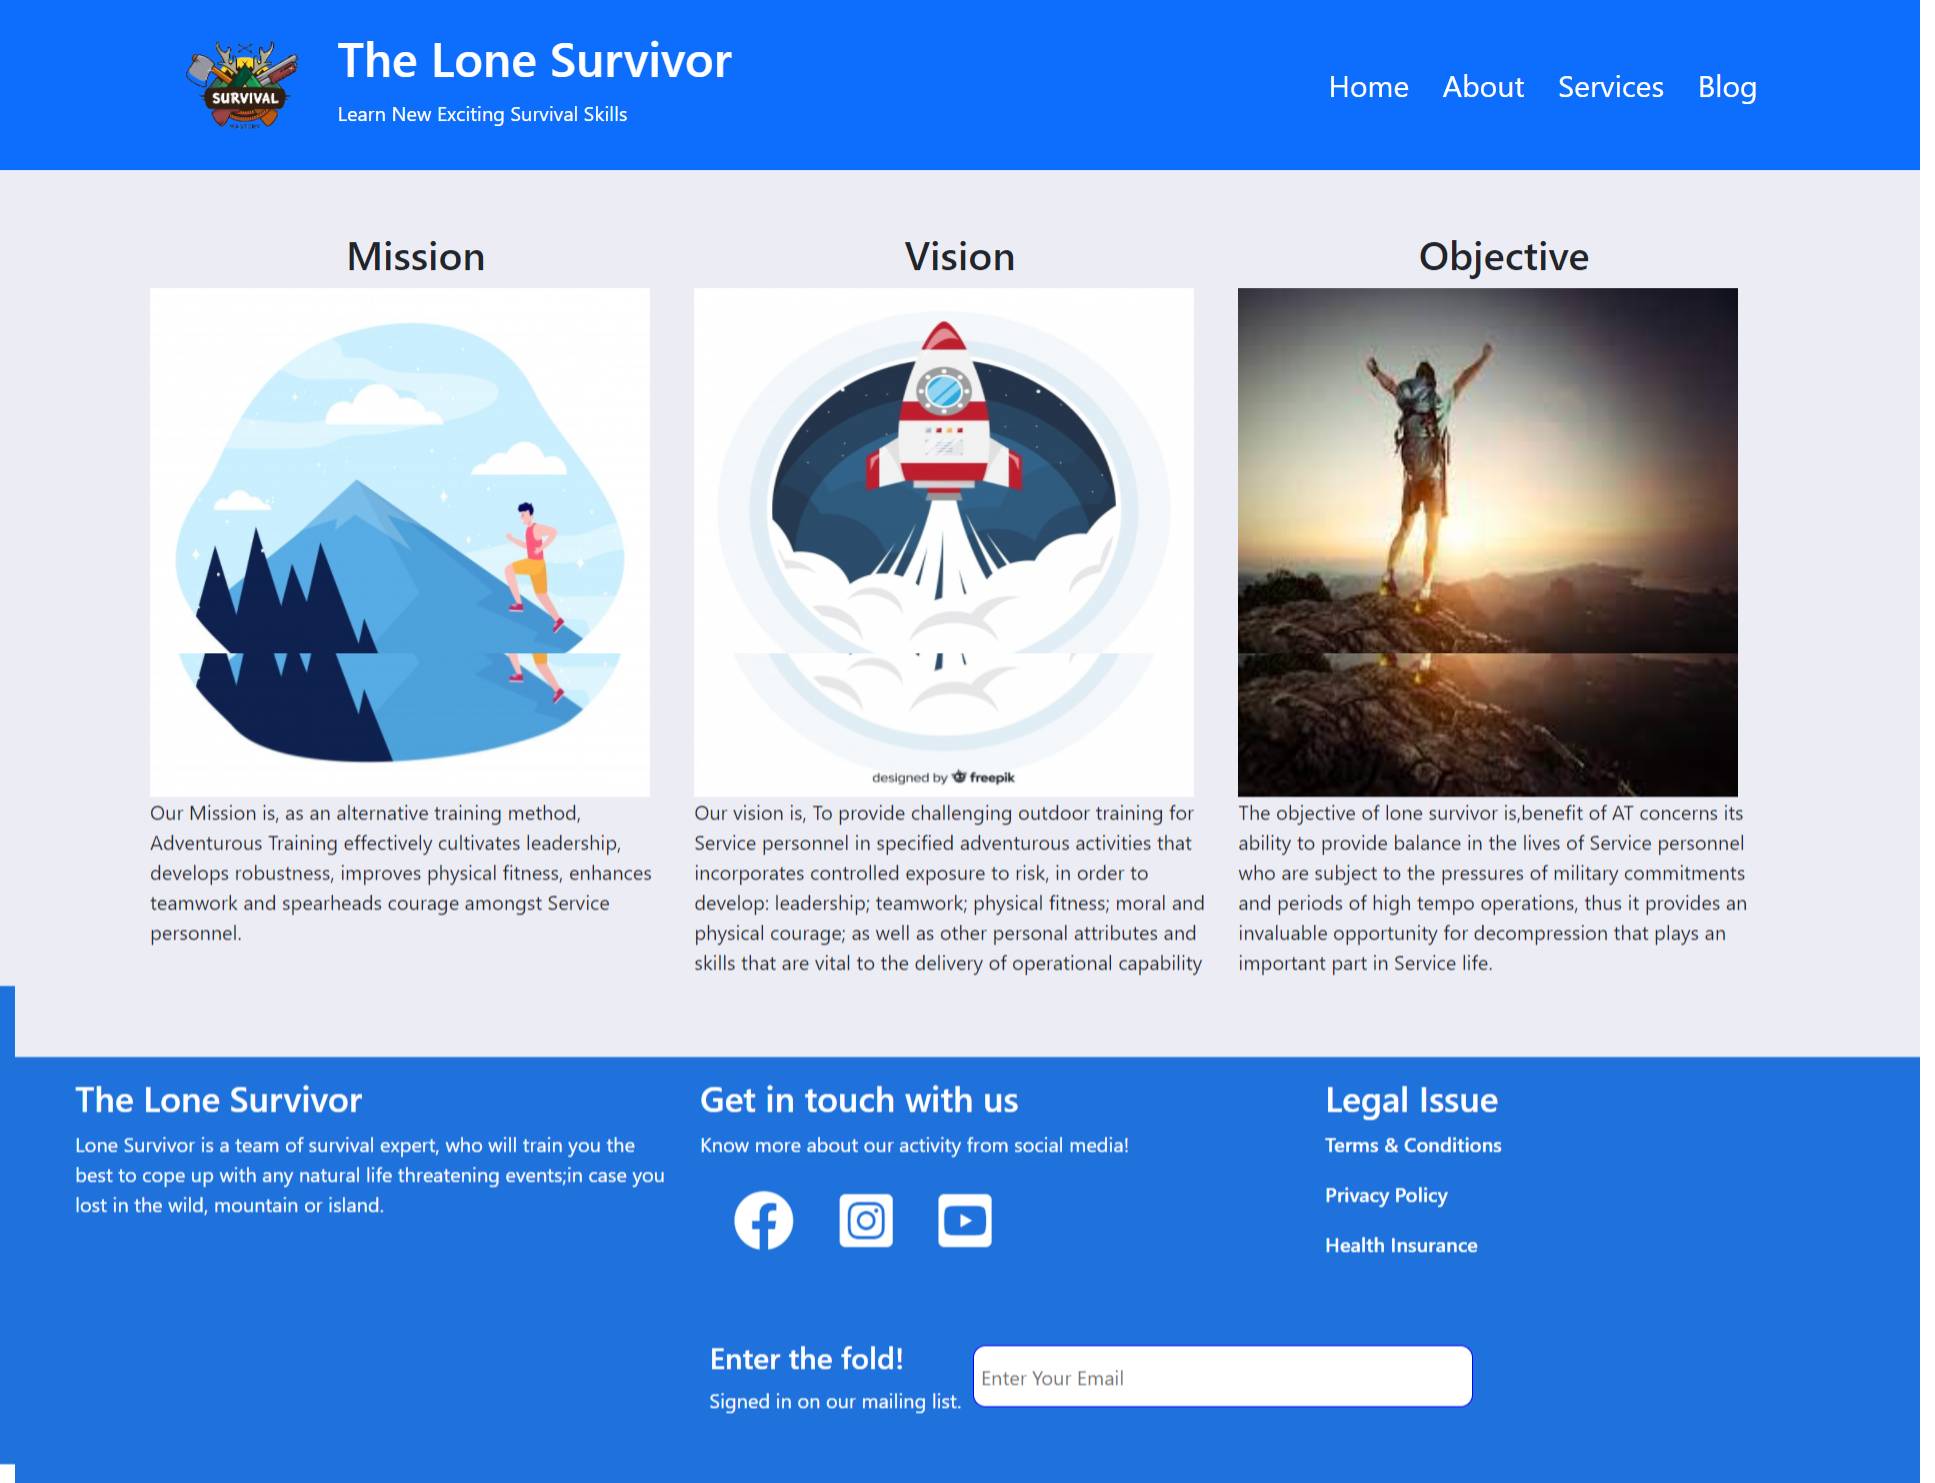 SURVIVAL
The Lone Survivor
Learn New Exciting Survival Skills
Home About Services Blog
Mission
Vision
Objective
designed by freepik
Our Mission is, as an alternative training method,
Adventurous Training effectively cultivates leadership,
develops robustness, improves physical fitness, enhances
teamwork and spearheads courage amongst Service
personnel.
Our vision is, To provide challenging outdoor training for
Service personnel in specified adventurous activities that
incorporates controlled exposure to risk, in order to
develop: leadership; teamwork; physical fitness; moral and
physical courage; as well as other personal attributes and
skills that are vital to the delivery of operational capability
The objective of lone survivor is,benefit of AT concerns its
ability to provide balance in the lives of Service personnel
who are subject to the pressures of military commitments
and periods of high tempo operations, thus it provides an
invaluable opportunity for decompression that plays an
important part in Service life.
The Lone Survivor
Lone Survivor is a team of survival expert, who will train you the
best to cope up with any natural life threatening events;in case you
lost in the wild, mountain or island.
Get in touch with us
Know more about our activity from social media!
Legal Issue
Terms & Conditions
Privacy Policy
Health Insurance
Enter the fold!
Signed in on our mailing list.
Enter Your Email